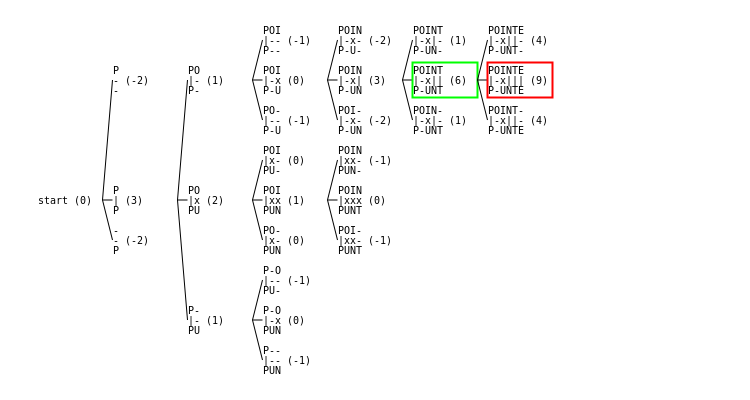 start (0)
P
- (-2)
-
P
| (3)
P
-
- (-2)
P
PO
|- (1)
P-
PO
|x (2)
PU
P-
|- (1)
PU
POI
|-- (-1)
P--
POI
|-x (0)
P-U
PO-
|-- (-1)
P-U
POI
|x- (0)
PU-
POI
|xx (1)
PUN
PO-
|x- (0)
PUN
P-O
|-- (-1)
PU-
P-O
|-x (0)
PUN
P--
|-- (-1)
PUN
POIN
|-x- (-2)
P-U-
POIN
|-x| (3)
P-UN
POI-
|-x- (-2)
P-UN
POIN
|xx- (-1)
PUN-
POIN
|xxx (0)
PUNT
POI-
|xx- (-1)
PUNT
POINT
|-x|- (1)
P-UN-
POINT
|-x|| (6)
P-UNT
POIN-
|-x|- (1)
P-UNT
POINTE
|-x||- (4)
P-UNT-
POINTE
|-x||| (9)
P-UNTE
POINT-
|-x||- (4)
P-UNTE